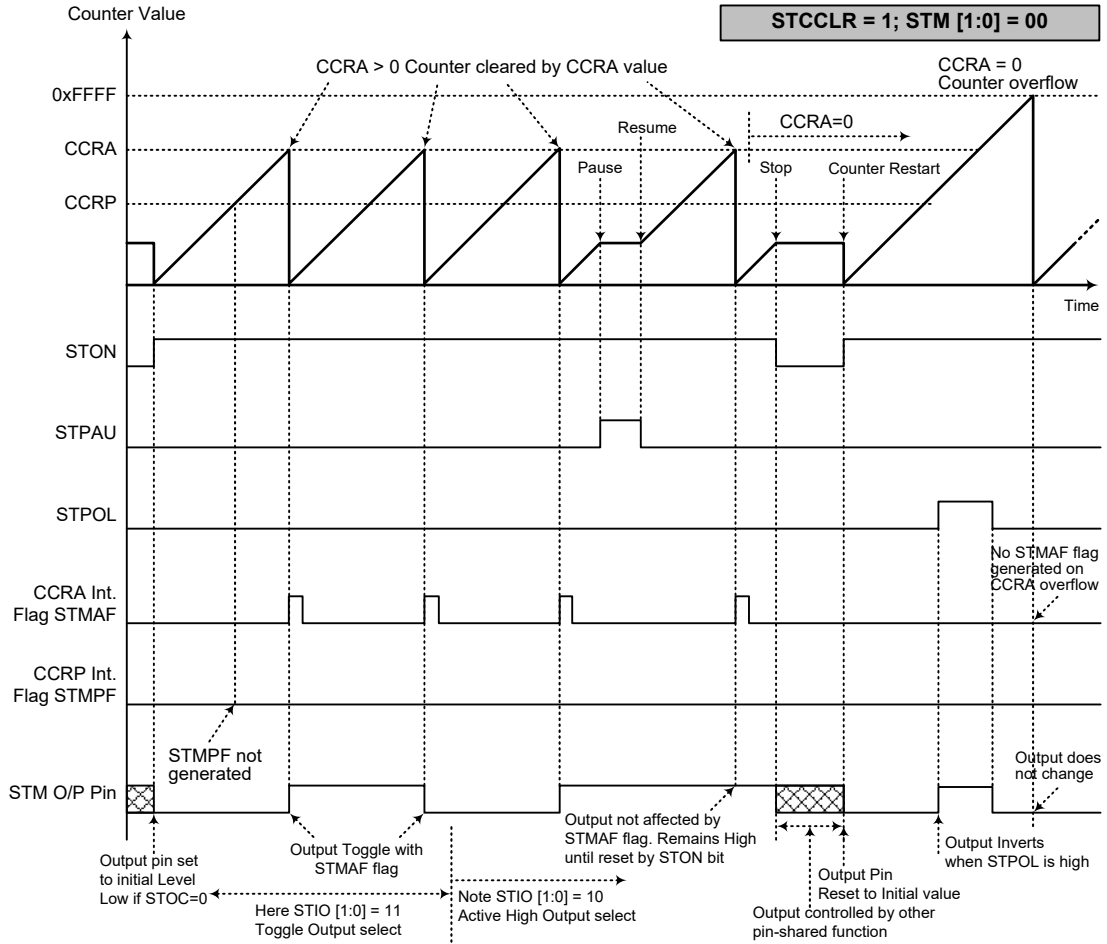 Counter Value
STCCLR = 1; STM [1:0] = 00
CCRA > 0 Counter cleared by CCRA value
CCRA = 0
Counter overflow
0xFFFF
CCRA=0
Resume
CCRA
Pause
Stop
Counter Restart
CCRP
Time
STON
STPAU
STPOL
No STMAF flag
generated on
CCRA overflow
CCRA Int.
Flag STMAF
CCRP Int.
Flag STMPF
STMPF not
generated
Output does
not change
STM O/P Pin
Output not affected by
STMAF flag. Remains High
until reset by STON bit
Output Toggle with
STMAF flag
Output pin set
to initial Level
Low if STOC=0
Output Inverts
when STPOL is high
Output Pin
Reset to Initial value
Here STIO [1:0] = 11
Toggle Output select
Note STIO [1:0] = 10
Active High Output select
Output controlled by other
pin-shared function